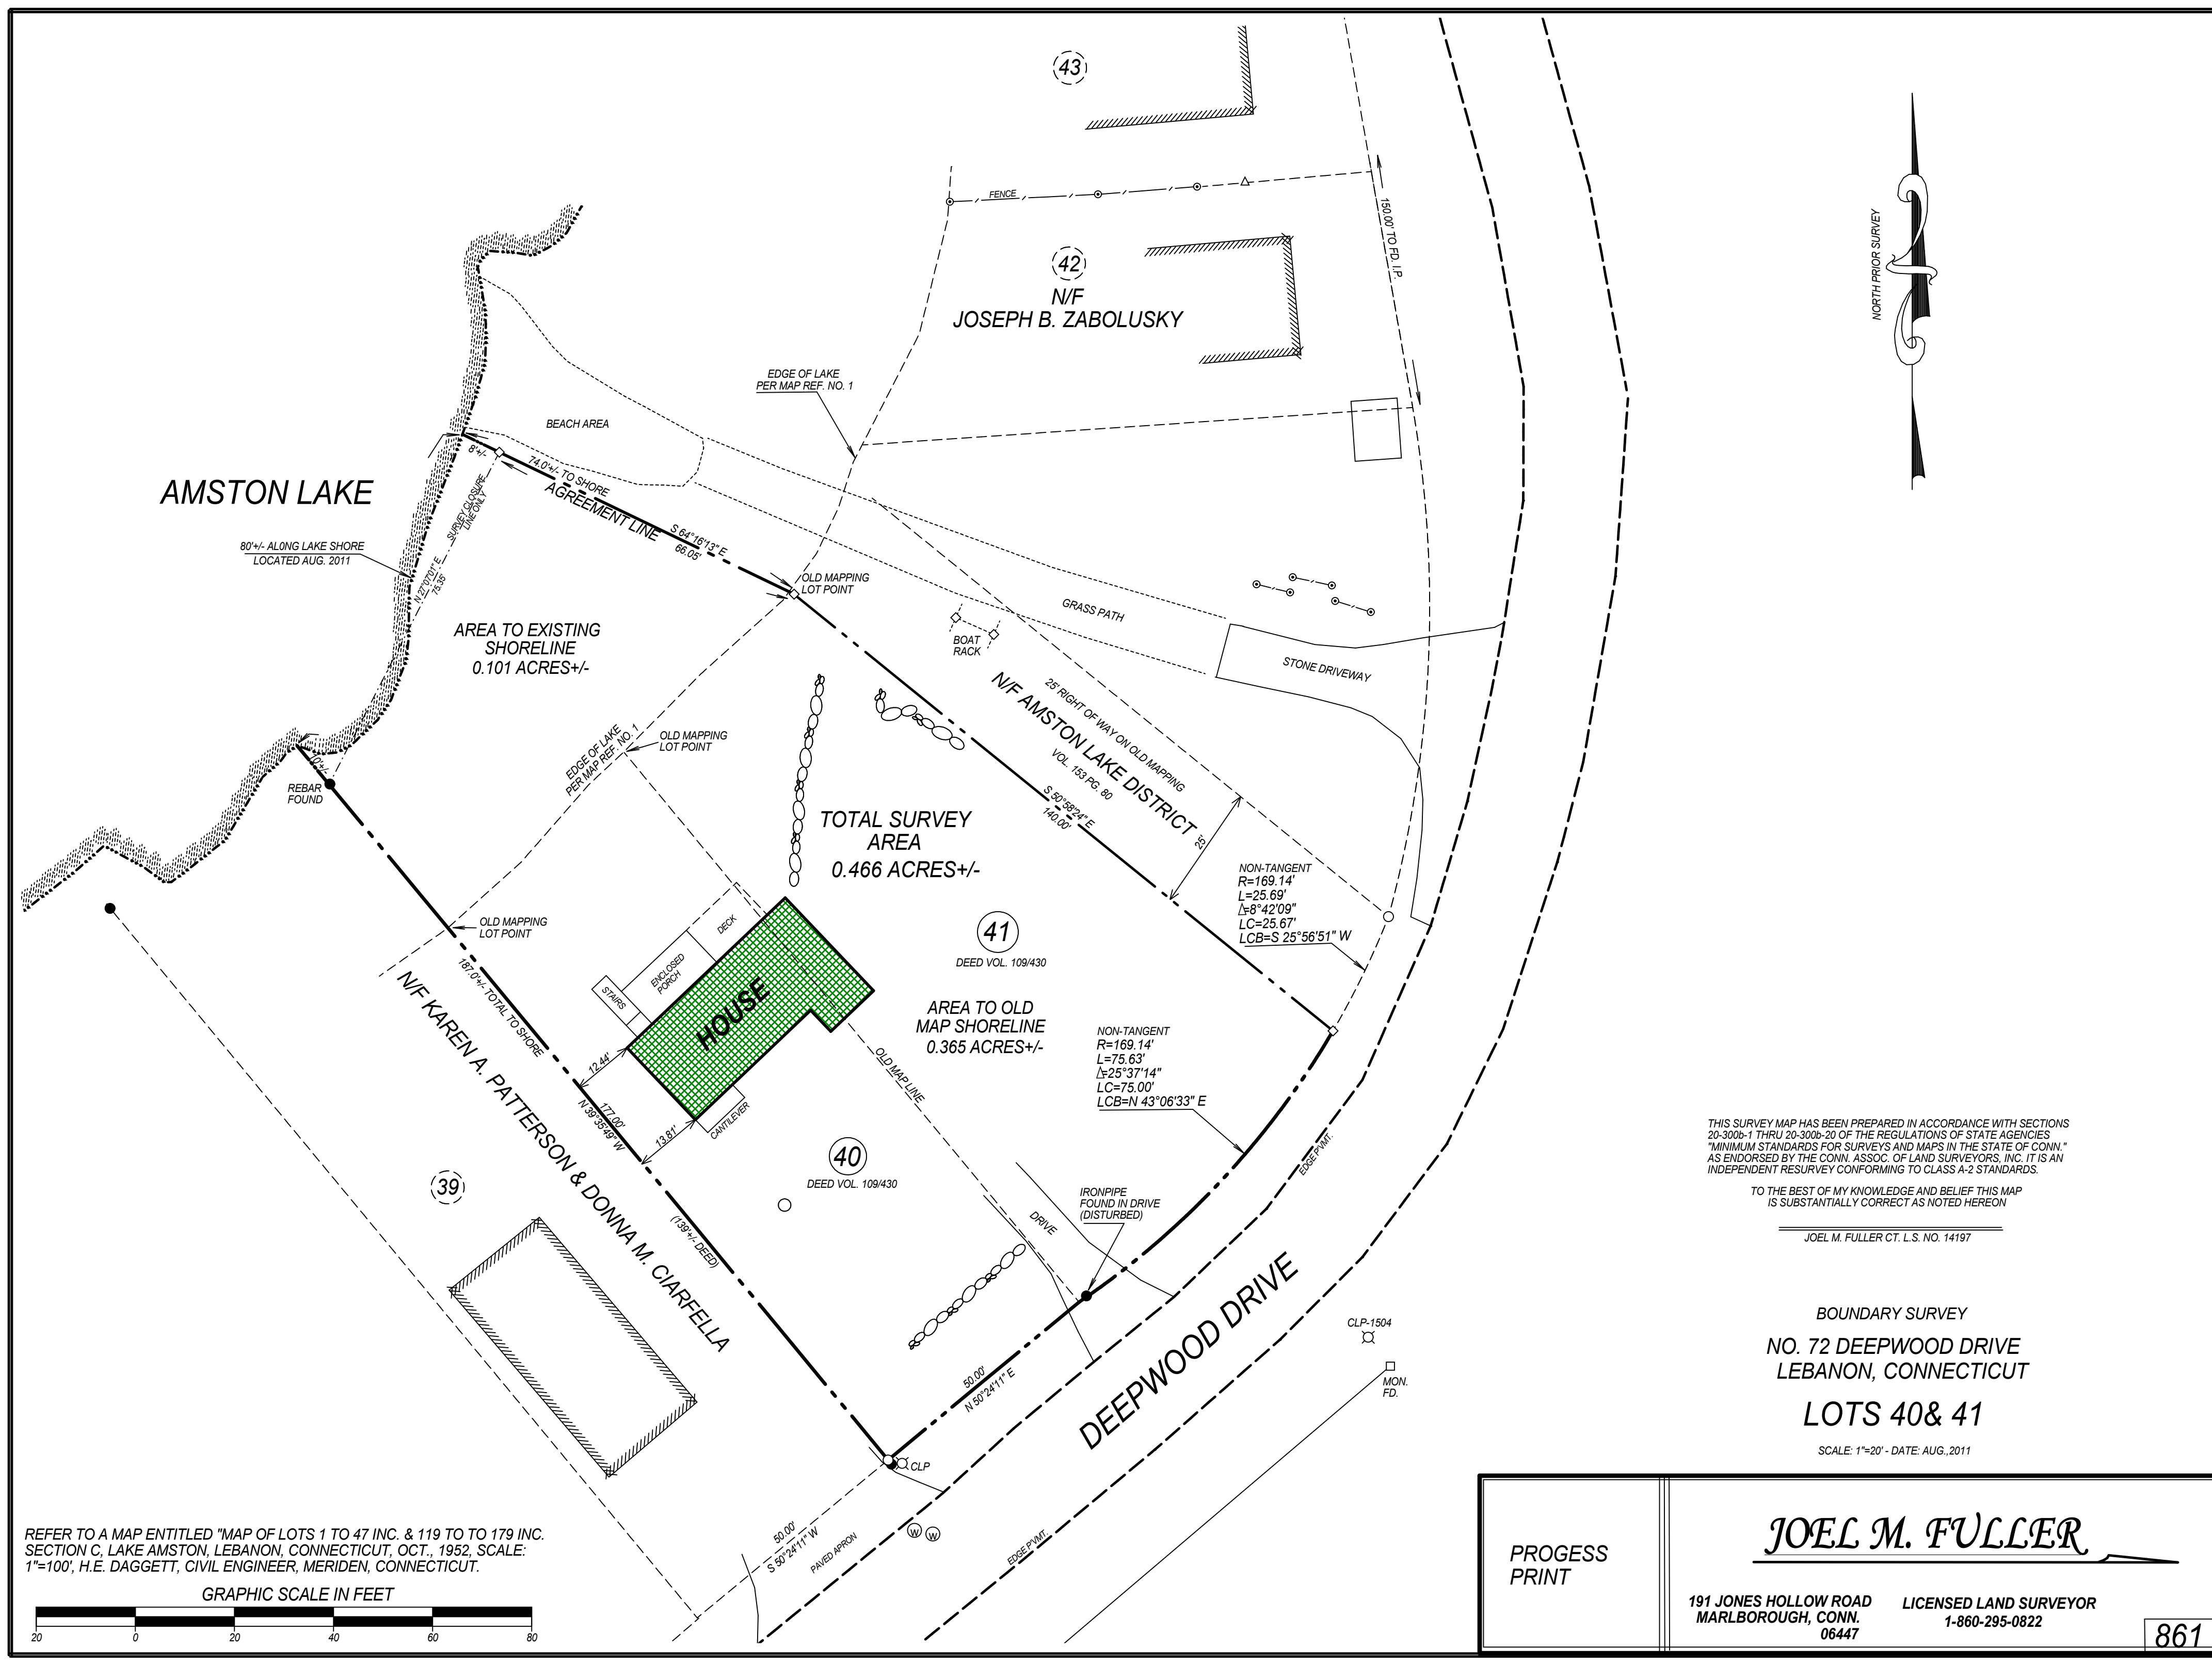 43
FENCE
150.00' TO FD. I.P.
NORTH PRIOR SURVEY
42
N/F
JOSEPH B. ZABOLUSKY
EDGE OF LAKE
PER MAP REF. NO. 1
BEACH AREA
8'+/-
74.0'+/- TO SHORE
AGREEMENT LINE
S 64°16'13" E
66.05'
SURVEY CLOSURE
LINE ONLY
N 27°07'01" E
75.35'
AMSTON LAKE
80'+/- ALONG LAKE SHORE
LOCATED AUG. 2011
OLD MAPPING
LOT POINT
AREA TO EXISTING
SHORELINE
0.101 ACRES+/-
GRASS PATH
BOAT
RACK
STONE DRIVEWAY
25' RIGHT OF WAY ON OLD MAPPING
N/F AMSTON LAKE DISTRICT
VOL. 153 PG. 80
S 50°58'24" E
140.00'
25'
EDGE OF LAKE
PER MAP REF. NO. 1
OLD MAPPING
LOT POINT
10'+/-
REBAR
FOUND
TOTAL SURVEY
AREA
0.466 ACRES+/-
NON-TANGENT
R=169.14'
L=25.69'
Δ=8°42'09"
LC=25.67'
LCB=S 25°56'51" W
OLD MAPPING
LOT POINT
DECK
ENCLOSED
PORCH
STAIRS
HOUSE
41
DEED VOL. 109/430
AREA TO OLD
MAP SHORELINE
0.365 ACRES+/-
187.0'+/- TOTAL TO SHORE
N/F KAREN A. PATTERSON & DONNA M. CIARFELLA
12.44'
177.00'
N 39°35'49" W
13.81'
CANTILEVER
OLD MAP LINE
NON-TANGENT
R=169.14'
L=75.63'
Δ=25°37'14"
LC=75.00'
LCB=N 43°06'33" E
EDGE PVMT.
40
DEED VOL. 109/430
39
(139'+/- DEED)
IRONPIPE
FOUND IN DRIVE
(DISTURBED)
DRIVE
DEEPWOOD DRIVE
50.00'
N 50°24'11" E
CLP-1504
MON.
FD.
CLP
50.00'
S 50°24'11" W
PAVED APRON
W
W
EDGE PVMT.
THIS SURVEY MAP HAS BEEN PREPARED IN ACCORDANCE WITH SECTIONS
20-300b-1 THRU 20-300b-20 OF THE REGULATIONS OF STATE AGENCIES
"MINIMUM STANDARDS FOR SURVEYS AND MAPS IN THE STATE OF CONN."
AS ENDORSED BY THE CONN. ASSOC. OF LAND SURVEYORS, INC. IT IS AN
INDEPENDENT RESURVEY CONFORMING TO CLASS A-2 STANDARDS.
TO THE BEST OF MY KNOWLEDGE AND BELIEF THIS MAP
IS SUBSTANTIALLY CORRECT AS NOTED HEREON
JOEL M. FULLER CT. L.S. NO. 14197
BOUNDARY SURVEY
NO. 72 DEEPWOOD DRIVE
LEBANON, CONNECTICUT
LOTS 40& 41
SCALE: 1"=20' - DATE: AUG.,2011
REFER TO A MAP ENTITLED "MAP OF LOTS 1 TO 47 INC. & 119 TO TO 179 INC.
SECTION C, LAKE AMSTON, LEBANON, CONNECTICUT, OCT., 1952, SCALE:
1"=100', H.E. DAGGETT, CIVIL ENGINEER, MERIDEN, CONNECTICUT.
GRAPHIC SCALE IN FEET
20 0 20 40 60 80
PROGESS
PRINT
JOEL M. FULLER
191 JONES HOLLOW ROAD
MARLBOROUGH, CONN.
06447
LICENSED LAND SURVEYOR
1-860-295-0822
861